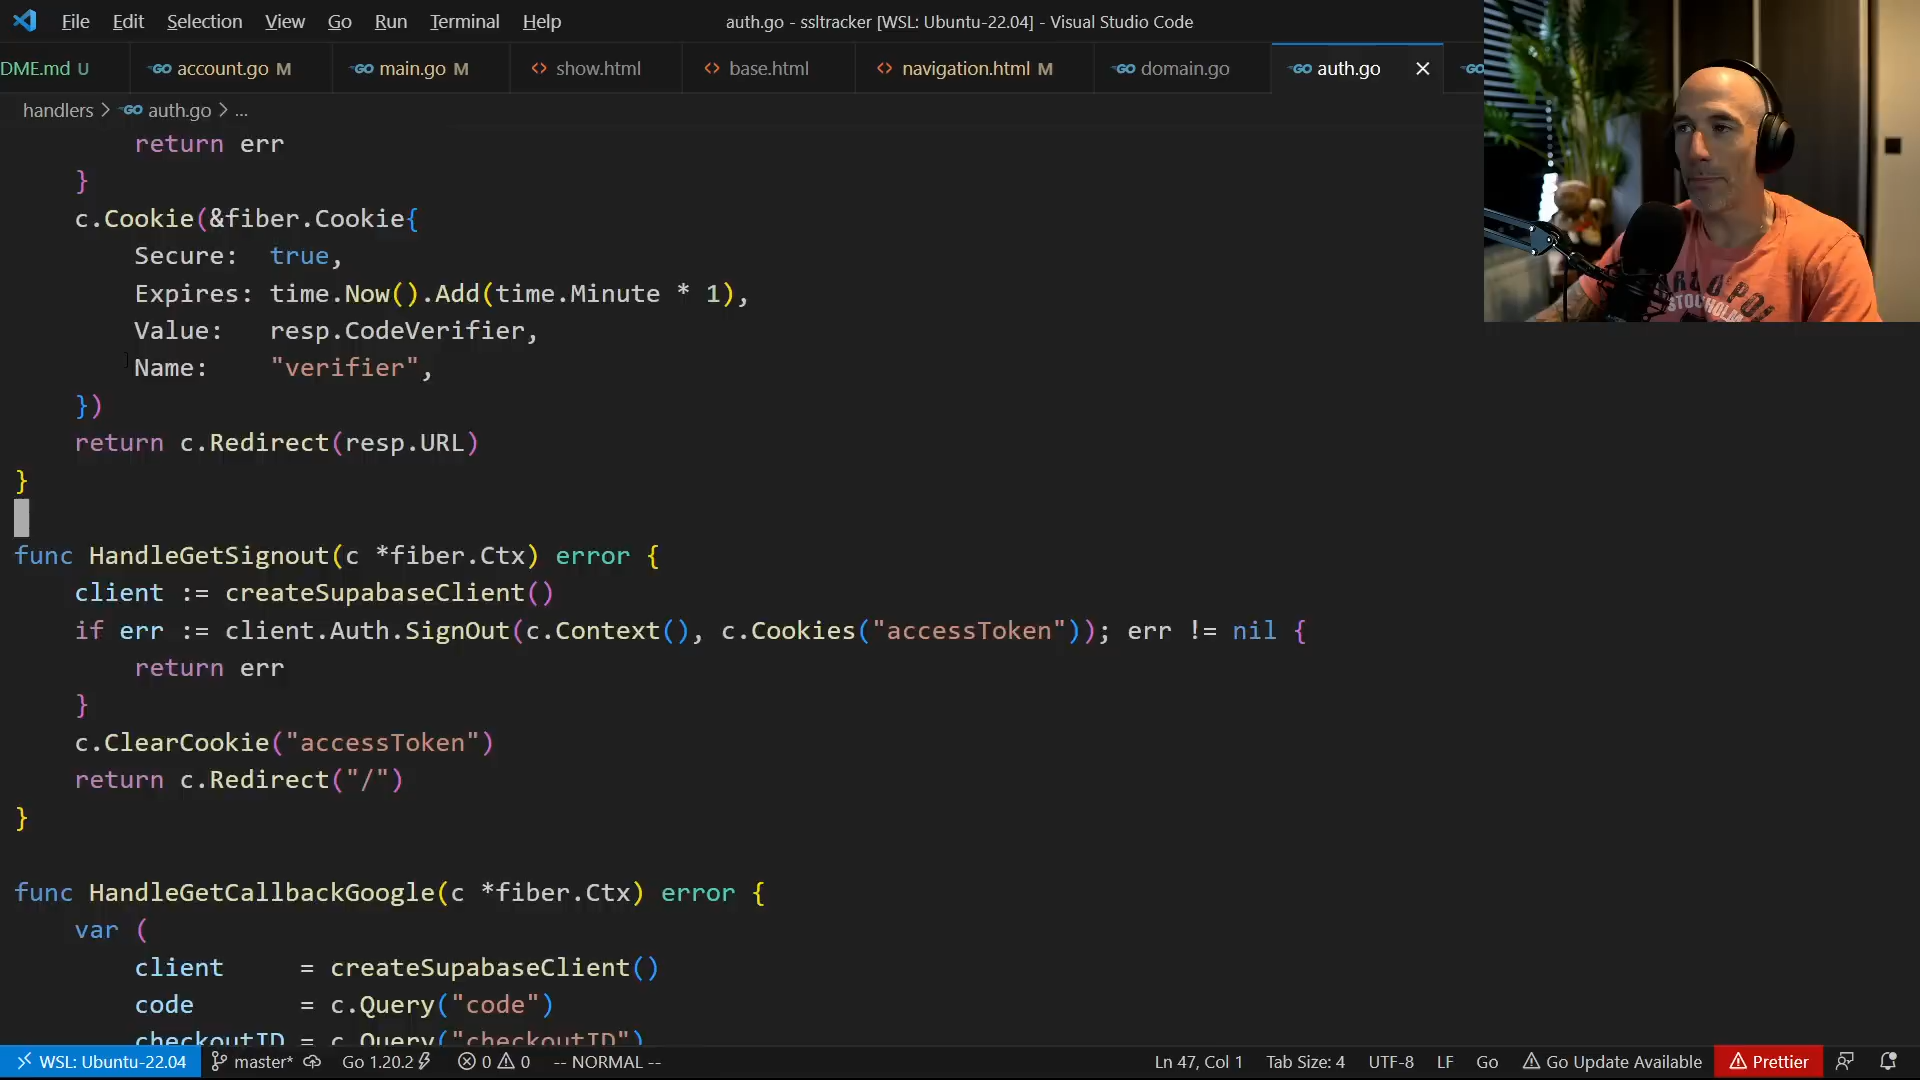 File Edit Selection View Go Run Terminal Help
auth.go - ssltracker [WSL: Ubuntu-22.04] - Visual Studio Code
DME.md U
account.go M
main.go M
show.html
base.html
navigation.html M
domain.go
auth.go
handlers > auth.go > ...
return err
}
c.Cookie(&fiber.Cookie{
Secure: true,
Expires: time.Now().Add(time.Minute * 1),
Value: resp.CodeVerifier,
Name: "verifier",
})
return c.Redirect(resp.URL)
}
func HandleGetSignout(c *fiber.Ctx) error {
client := createSupabaseClient()
if err := client.Auth.SignOut(c.Context(), c.Cookies("accessToken")); err != nil {
return err
}
c.ClearCookie("accessToken")
return c.Redirect("/")
}
func HandleGetCallbackGoogle(c *fiber.Ctx) error {
var (
client = createSupabaseClient()
code = c.Query("code")
checkoutID = c.Query("checkoutID")
WSL: Ubuntu-22.04 master* Go 1.20.2 0 0 -- NORMAL -- Ln 47, Col 1 Tab Size: 4 UTF-8 LF Go Go Update Available Prettier